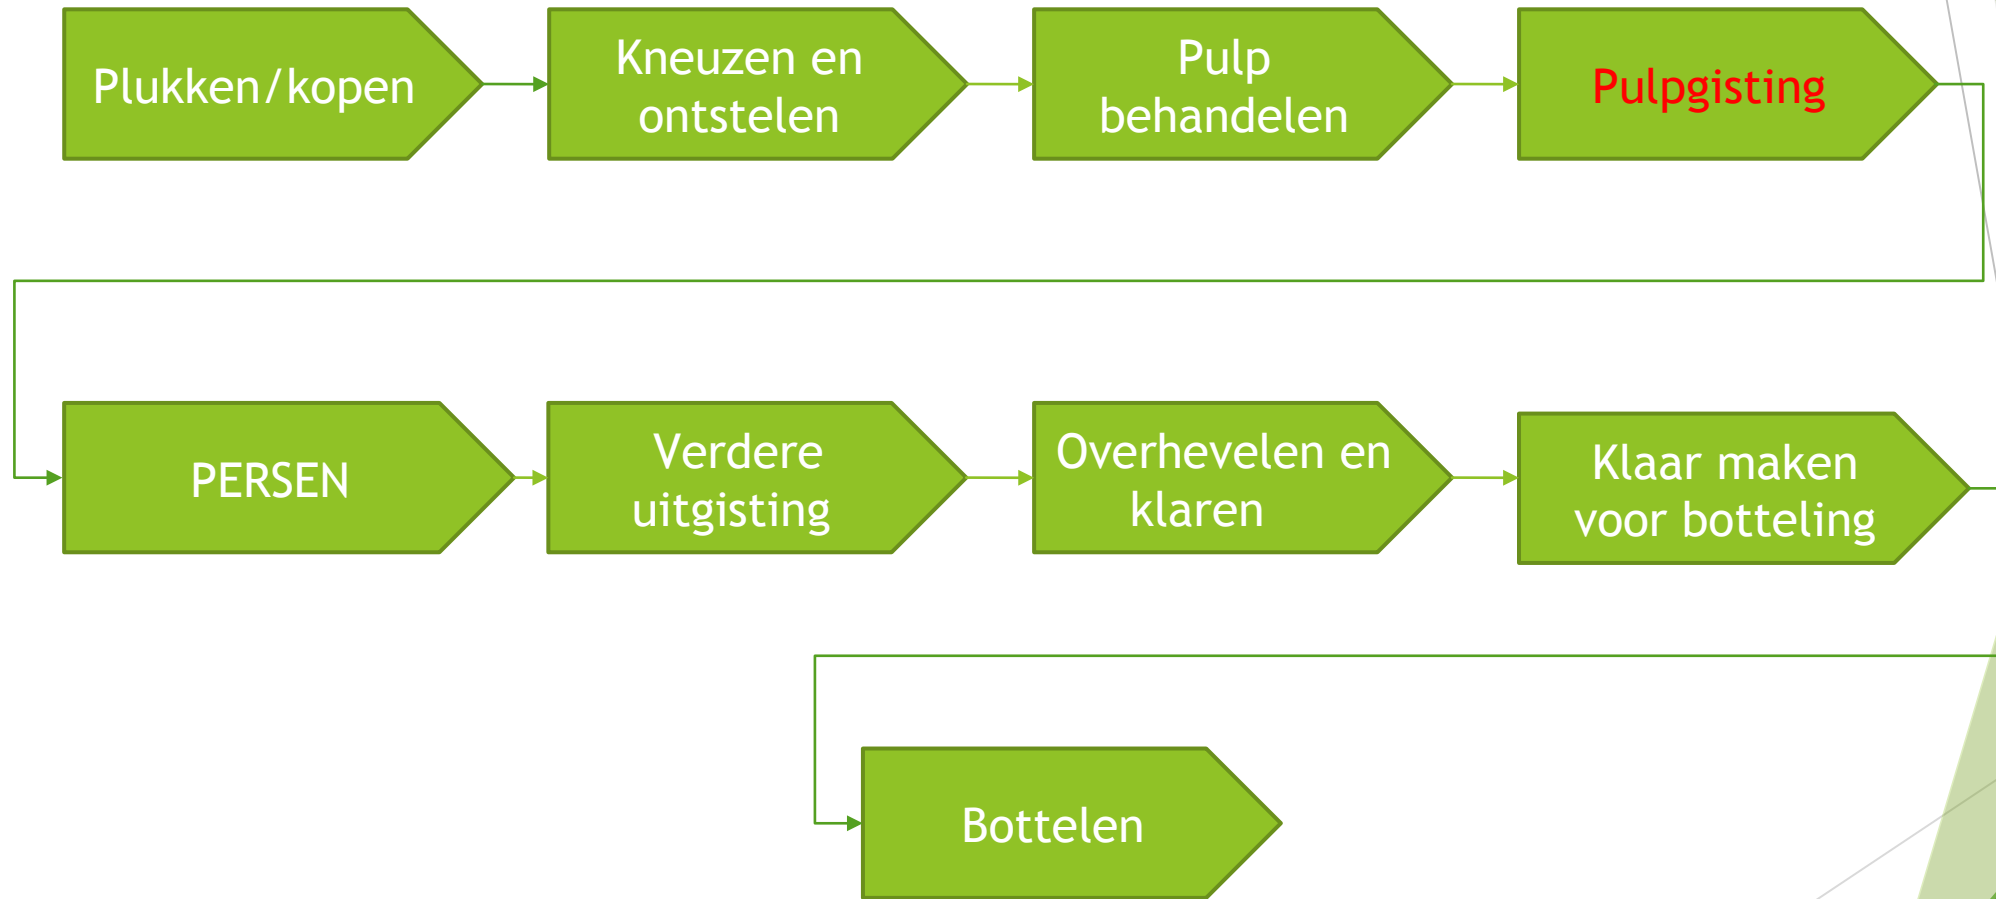 Plukken/kopen
Kneuzen en
ontstelen
Pulp
behandelen
Pulpgisting
PERSEN
Verdere
uitgisting
Overhevelen en
klaren
Klaar maken
voor botteling
Bottelen